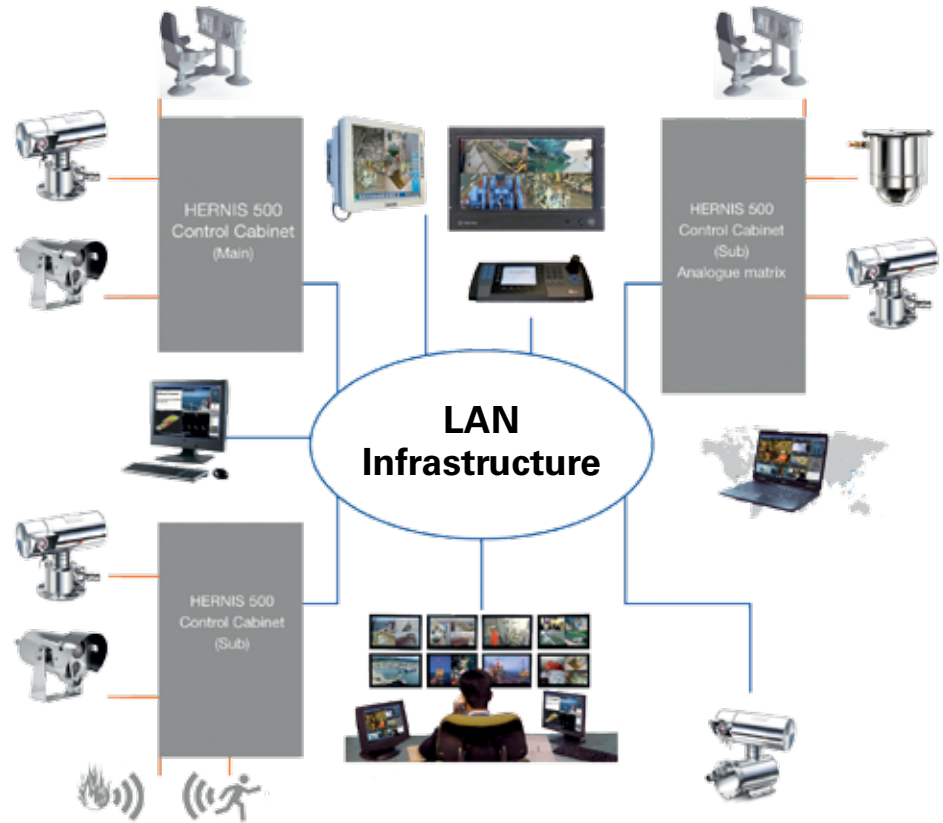 HERNIS 500
Control Cabinet
(Main)
HERNIS 500
Control Cabinet
(Sub)
Analogue matrix
LAN
Infrastructure
HERNIS 500
Control Cabinet
(Sub)